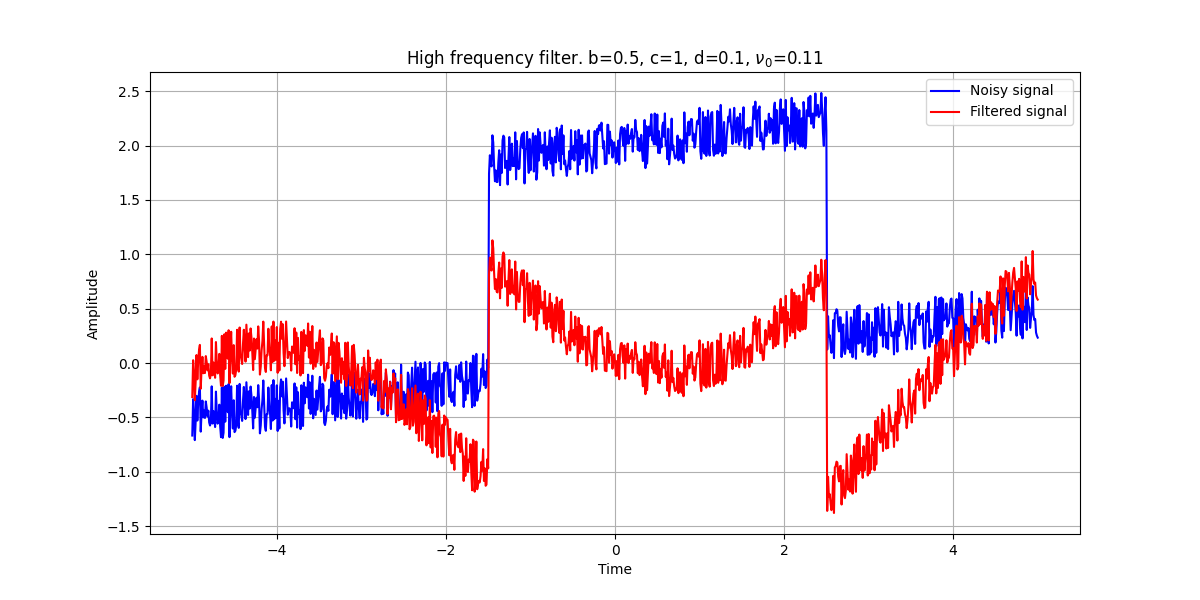 High frequency filter. b=0.5, c=1, d=0.1, ν₀=0.11
Noisy signal
Filtered signal
2.5
2.0
1.5
1.0
0.5
0.0
−0.5
−1.0
−1.5
Amplitude
−4 −2 0 2 4
Time